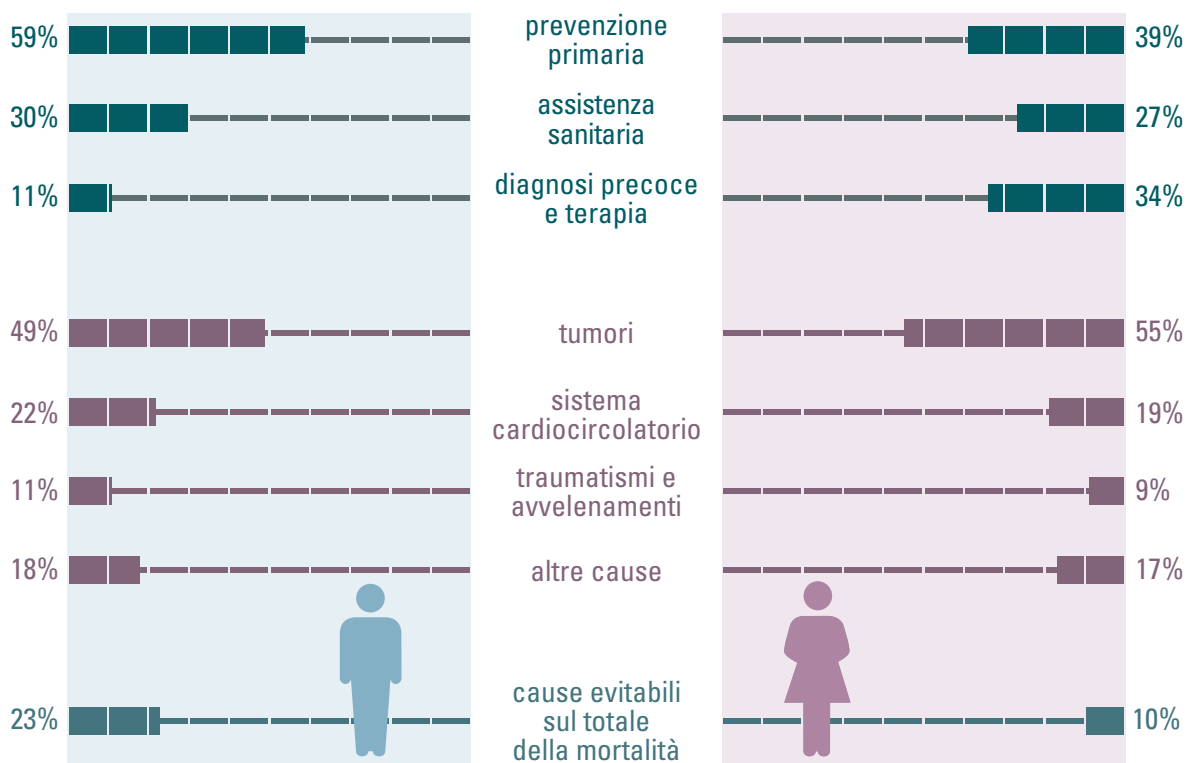 59% prevenzione primaria 39%
30% assistenza sanitaria 27%
11% diagnosi precoce e terapia 34%
49% tumori 55%
22% sistema cardiocircolatorio 19%
11% traumatismi e avvelenamenti 9%
18% altre cause 17%
23% cause evitabili sul totale della mortalità 10%